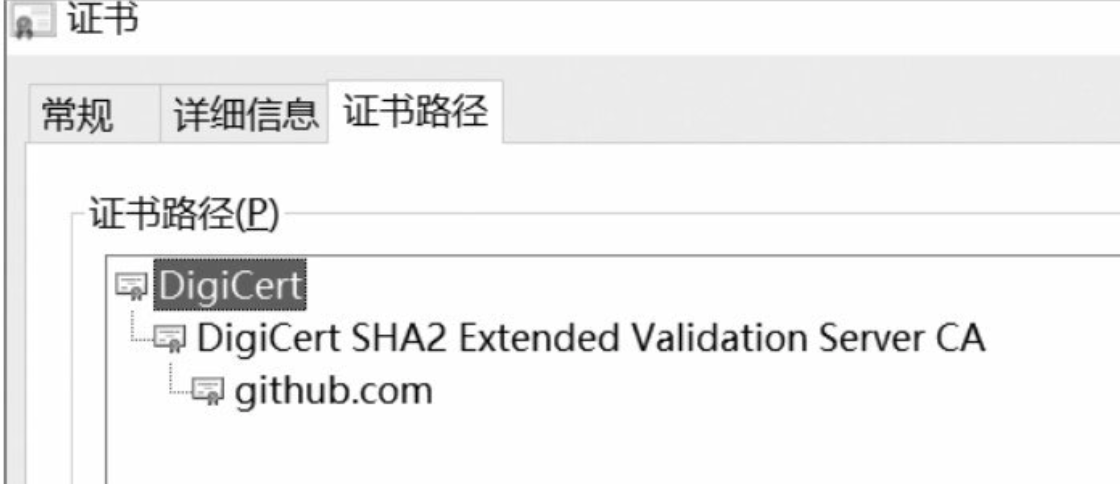 证书
常规 详细信息 证书路径
证书路径(P)
DigiCert
DigiCert SHA2 Extended Validation Server CA
github.com